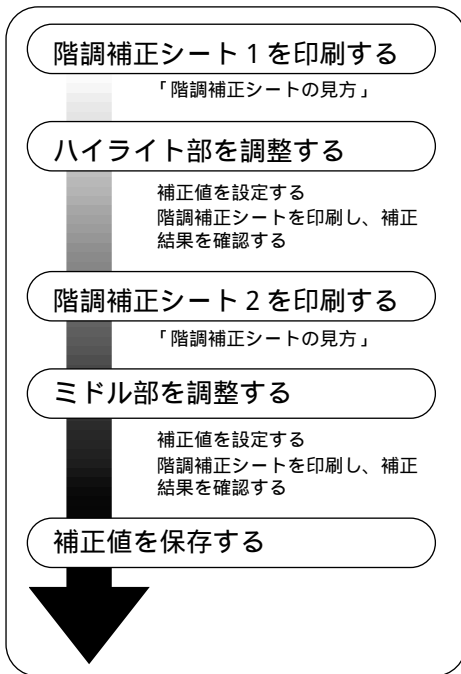 階調補正シート1を印刷する
「階調補正シートの見方」
ハイライト部を調整する
補正値を設定する
階調補正シートを印刷し、補正
結果を確認する
階調補正シート2を印刷する
「階調補正シートの見方」
ミドル部を調整する
補正値を設定する
階調補正シートを印刷し、補正
結果を確認する
補正値を保存する